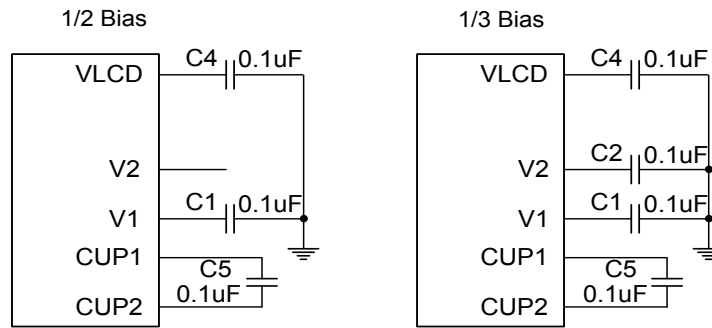 1/2 Bias
VLCD
C4
0.1uF
V2
V1
C1
0.1uF
CUP1
C5
0.1uF
CUP2
1/3 Bias
VLCD
C4
0.1uF
V2
C2
0.1uF
V1
C1
0.1uF
CUP1
C5
0.1uF
CUP2